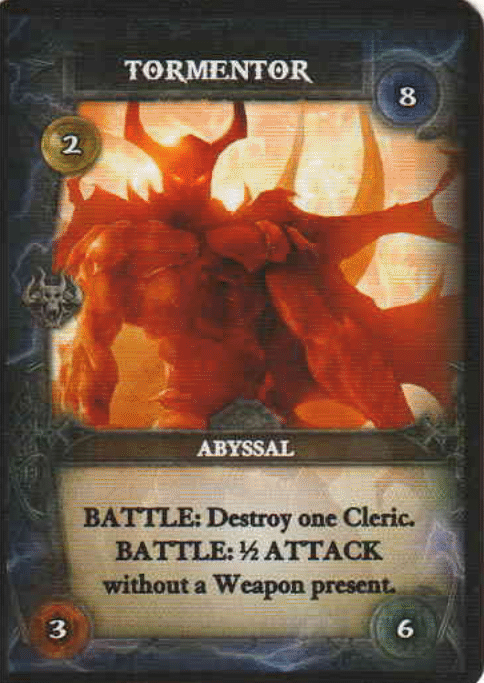 TORMENTOR
8
2
ABYSSAL
BATTLE: Destroy one Cleric.
BATTLE: ½ ATTACK
without a Weapon present.
3
6